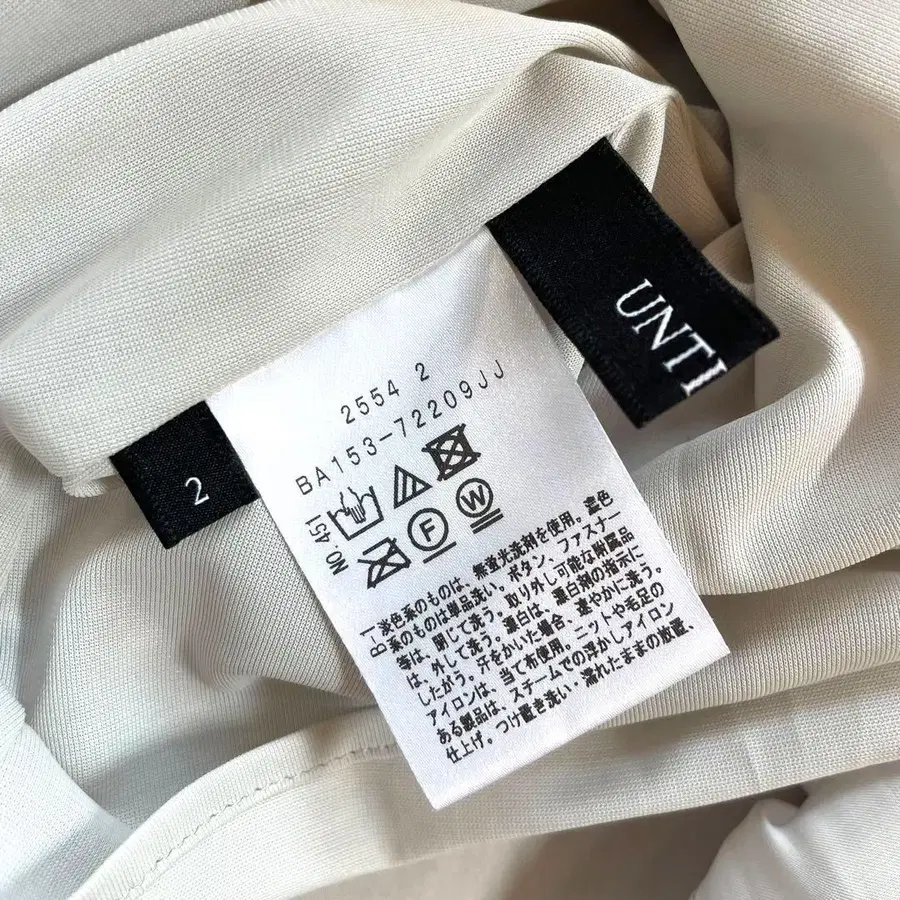 UNTI
2
2554 2
BA153-72209JJ
NO.451
F
W
B-1
淡色系のものは、無蛍光洗剤を使用。濃色
系のものは単品洗い。ボタン、ファスナー
等は、閉じて洗う。取り外し可能な附属品
は、外して洗う。漂白は、漂白剤の指示に
したがう。汗をかいた場合、速やかに洗う。
アイロンは、当て布使用。ニットや毛足の
ある製品は、スチームでの浮かしアイロン
仕上げ。つけ置き洗い・濡れたままの放置、